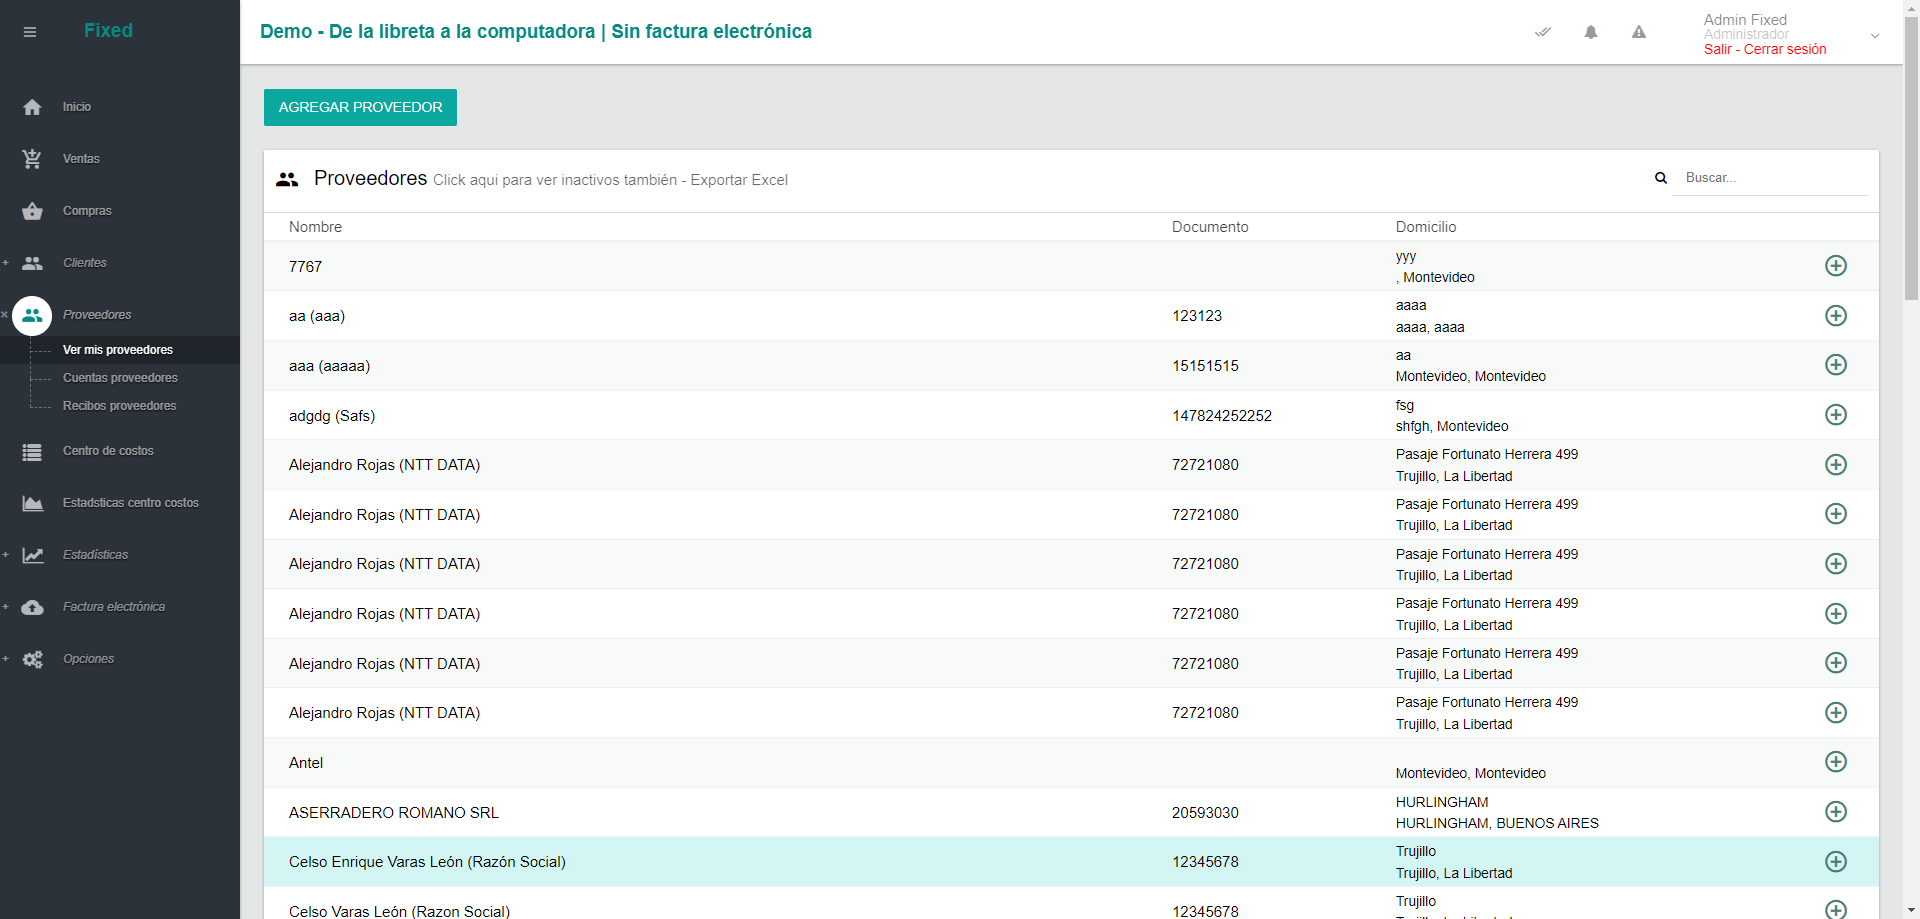 Fixed
Demo - De la libreta a la computadora | Sin factura electrónica
Admin Fixed
Administrador
Salir - Cerrar sesión
Inicio
Ventas
Compras
+ Clientes
× Proveedores
Ver mis proveedores
Cuentas proveedores
Recibos proveedores
Centro de costos
Estadsticas centro costos
+ Estadísticas
+ Factura electrónica
+ Opciones
AGREGAR PROVEEDOR
Proveedores Click aqui para ver inactivos también - Exportar Excel
Buscar...
Nombre Documento Domicilio
7767 yyy
, Montevideo
aa (aaa) 123123 aaaa
aaaa, aaaa
aaa (aaaaa) 15151515 aa
Montevideo, Montevideo
adgdg (Safs) 147824252252 fsg
shfgh, Montevideo
Alejandro Rojas (NTT DATA) 72721080 Pasaje Fortunato Herrera 499
Trujillo, La Libertad
Alejandro Rojas (NTT DATA) 72721080 Pasaje Fortunato Herrera 499
Trujillo, La Libertad
Alejandro Rojas (NTT DATA) 72721080 Pasaje Fortunato Herrera 499
Trujillo, La Libertad
Alejandro Rojas (NTT DATA) 72721080 Pasaje Fortunato Herrera 499
Trujillo, La Libertad
Alejandro Rojas (NTT DATA) 72721080 Pasaje Fortunato Herrera 499
Trujillo, La Libertad
Alejandro Rojas (NTT DATA) 72721080 Pasaje Fortunato Herrera 499
Trujillo, La Libertad
Antel
Montevideo, Montevideo
ASERRADERO ROMANO SRL 20593030 HURLINGHAM
HURLINGHAM, BUENOS AIRES
Celso Enrique Varas León (Razón Social) 12345678 Trujillo
Trujillo, La Libertad
Celso Varas León (Razon Social) 12345678 Trujillo